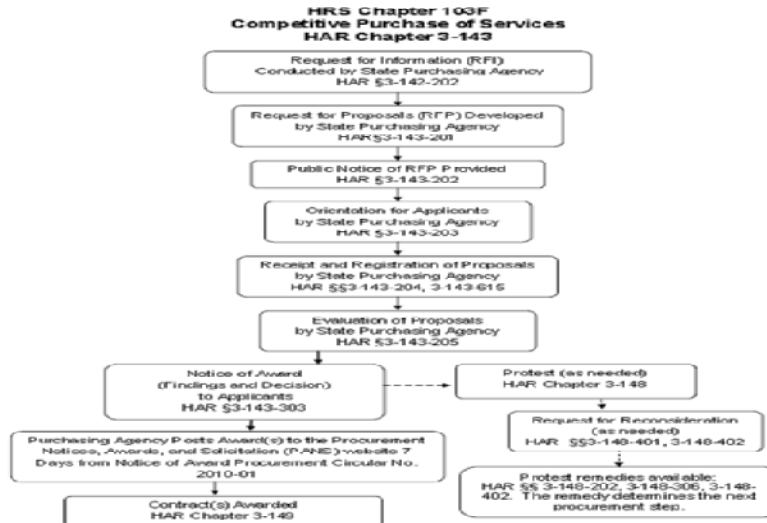 HRS Chapter 103F
Competitive Purchase of Services
HAR Chapter 3-143
Request for Information (RFI)
Conducted by State Purchasing Agency
HAR §3-142-202
Request for Proposals (RFP) Developed
by State Purchasing Agency
HAR§3-143-201
Public Notice of RFP Provided
HAR §3-143-202
Orientation for Applicants
by State Purchasing Agency
HAR §3-143-203
Receipt and Registration of Proposals
by State Purchasing Agency
HAR §§3-143-204, 3-143-615
Evaluation of Proposals
by State Purchasing Agency
HAR §3-143-205
Notice of Award
(Findings and Decision)
to Applicants
HAR §3-143-303
Protest (as needed)
HAR Chapter 3-148
Request for Reconsideration
(as needed)
HAR §§3-148-401, 3-148-402
Purchasing Agency Posts Award(s) to the Procurement
Notices, Awards, and Solicitation (PANS) website 7
Days from Notice of Award Procurement Circular No.
2010-01
Protest remedies available:
HAR §§ 3-148-202, 3-148-306, 3-148-
402. The remedy determines the next
procurement step.
Contract(s) Awarded
HAR Chapter 3-149